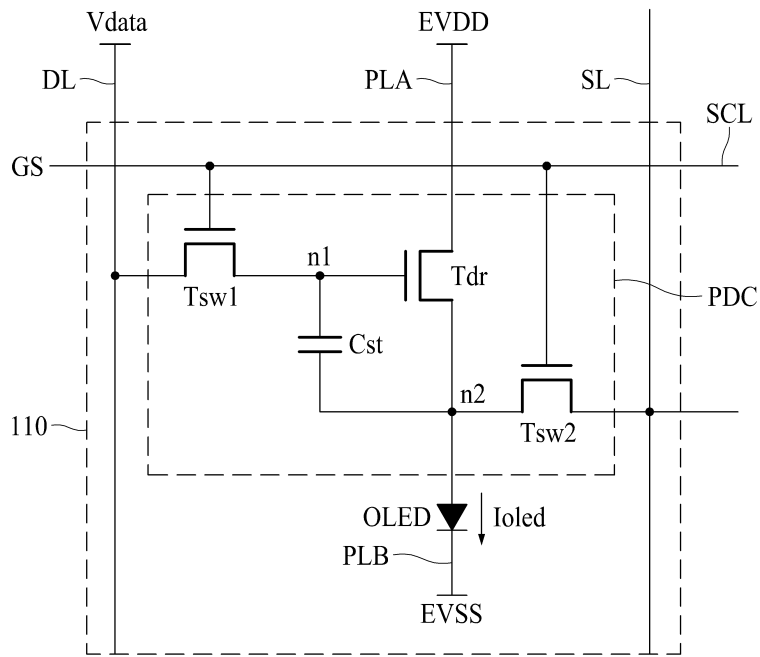 Vdata
EVDD
DL
PLA
SL
SCL
GS
n1
Tdr
Tsw1
PDC
Cst
n2
110
Tsw2
OLED
Ioled
PLB
EVSS